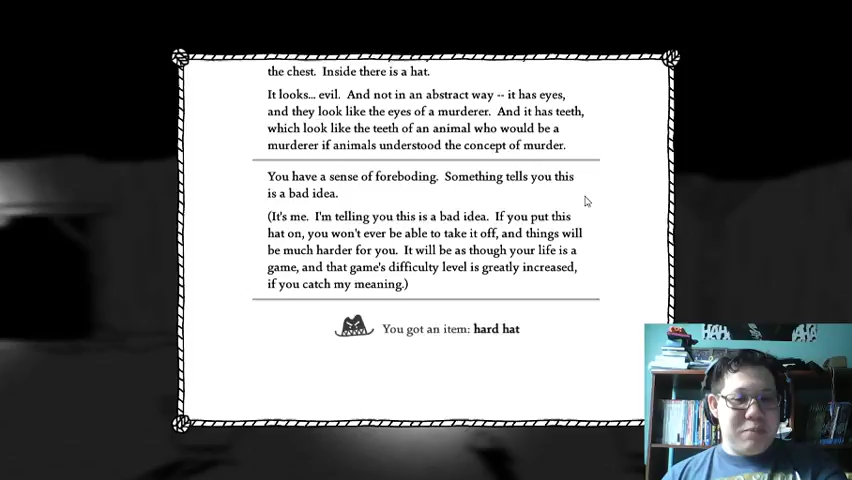 the chest. Inside there is a hat.
It looks... evil. And not in an abstract way -- it has eyes,
and they look like the eyes of a murderer. And it has teeth,
which look like the teeth of an animal who would be a
murderer if animals understood the concept of murder.
You have a sense of foreboding. Something tells you this
is a bad idea.
(It's me. I'm telling you this is a bad idea. If you put this
hat on, you won't ever be able to take it off, and things will
be much harder for you. It will be as though your life is a
game, and that game's difficulty level is greatly increased,
if you catch my meaning.)
You got an item: hard hat